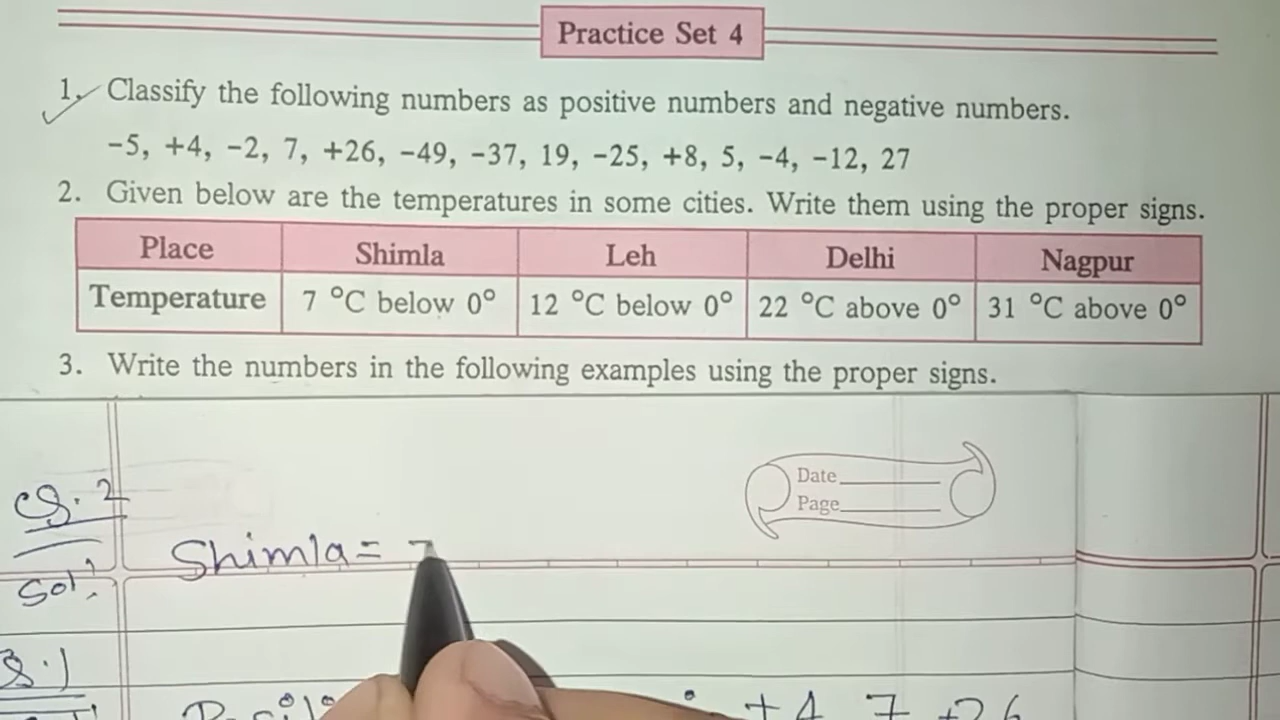 Practice Set 4
1. Classify the following numbers as positive numbers and negative numbers.
-5, +4, -2, 7, +26, -49, -37, 19, -25, +8, 5, -4, -12, 27
2. Given below are the temperatures in some cities. Write them using the proper signs.
Place Shimla Leh Delhi Nagpur
Temperature 7 °C below 0° 12 °C below 0° 22 °C above 0° 31 °C above 0°
3. Write the numbers in the following examples using the proper signs.
Date
Page
Q. 2
Shimla =
Sol:
Q. 1
+4 7 +26